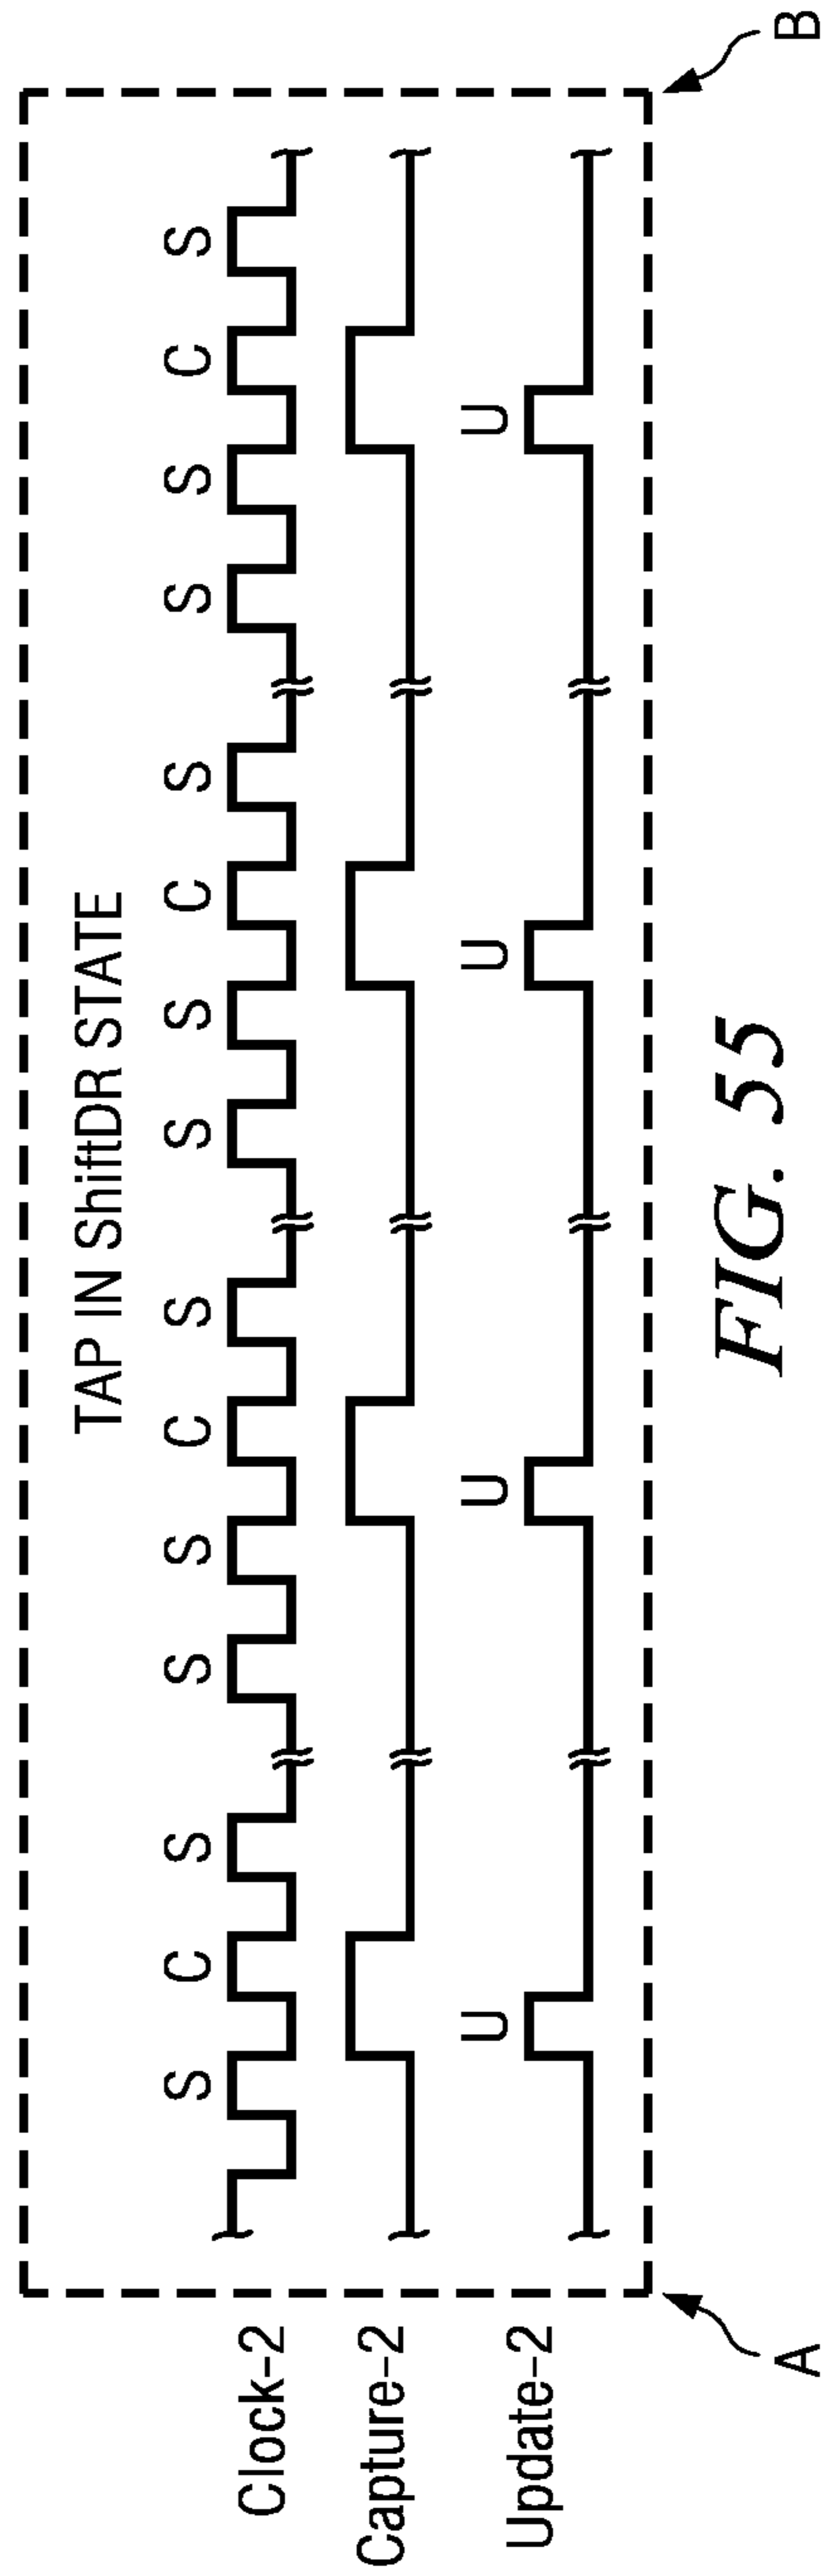 TAP IN ShiftDR STATE
S C S S S C S S S C S S S C S
Clock-2
Capture-2
U U U U
Update-2
A
B
FIG. 55